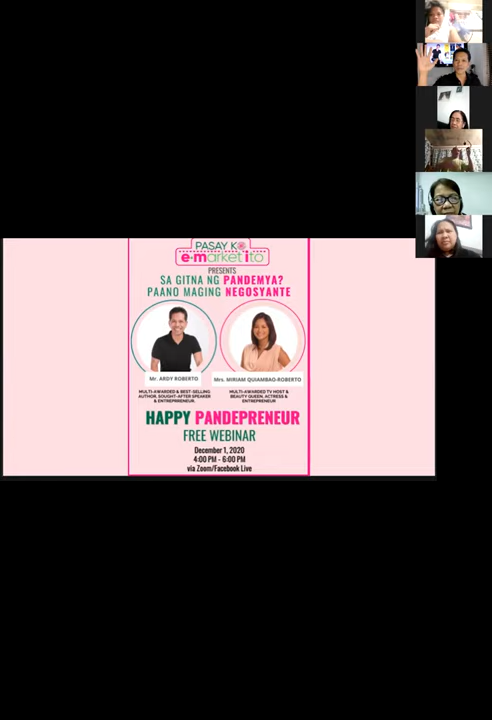 PASAY KO
e•market ito
PRESENTS
SA GITNA NG PANDEMYA?
PAANO MAGING NEGOSYANTE
Mr. ARDY ROBERTO
MULTI-AWARDED & BEST-SELLING
AUTHOR, SOUGHT-AFTER SPEAKER
& ENTREPRENEUR.
Mrs. MIRIAM QUIAMBAO-ROBERTO
MULTI-AWARDED TV HOST &
BEAUTY QUEEN, ACTRESS &
ENTREPRENEUR
HAPPY PANDEPRENEUR
FREE WEBINAR
December 1, 2020
4:00 PM - 6:00 PM
via Zoom/Facebook Live